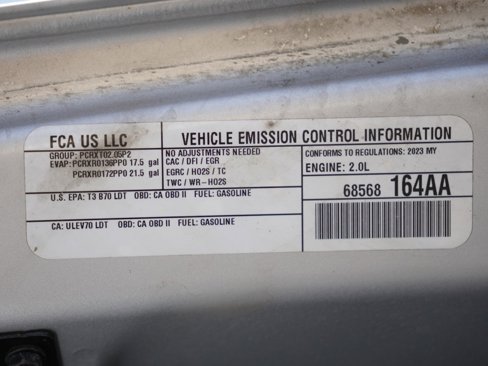 FCA US LLC
VEHICLE EMISSION CONTROL INFORMATION
GROUP: PCRXT02.05P2
EVAP: PCRXR0136PP0 17.5 gal
PCRXR0172PP0 21.5 gal
NO ADJUSTMENTS NEEDED
CAC / DFI / EGR
EGRC / HO2S / TC
TWC / WR-HO2S
CONFORMS TO REGULATIONS: 2023 MY
ENGINE: 2.0L
68568 164AA
U.S. EPA: T3 B70 LDT OBD: CA OBD II FUEL: GASOLINE
CA: ULEV70 LDT OBD: CA OBD II FUEL: GASOLINE